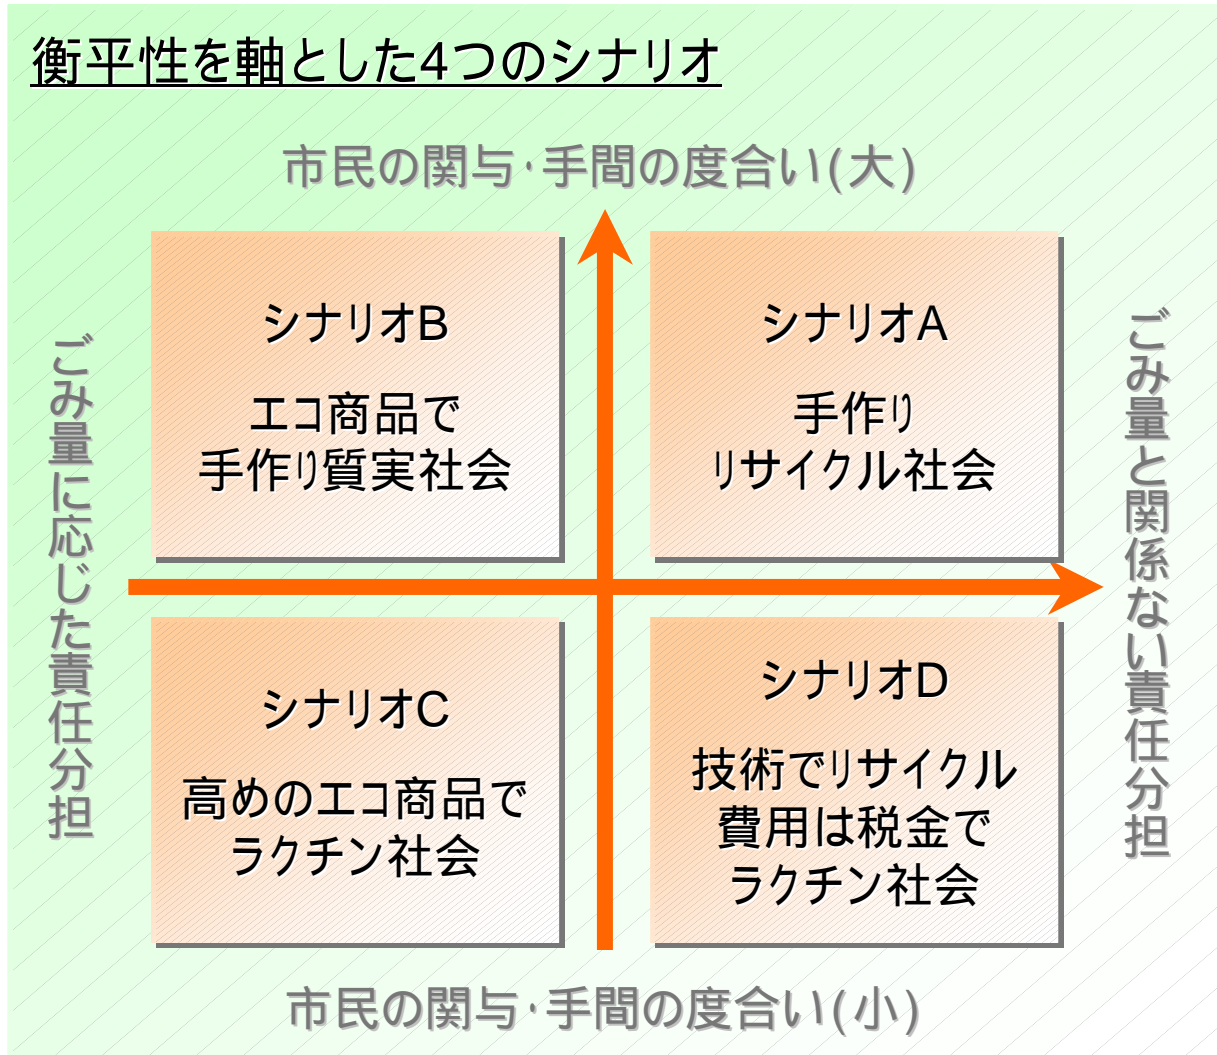 衡平性を軸とした4つのシナリオ
市民の関与･手間の度合い(大)
シナリオB
エコ商品で
手作り質実社会
シナリオA
手作り
リサイクル社会
ごみ量に応じた責任分担
ごみ量と関係ない責任分担
シナリオC
高めのエコ商品で
ラクチン社会
シナリオD
技術でリサイクル
費用は税金で
ラクチン社会
市民の関与･手間の度合い(小)